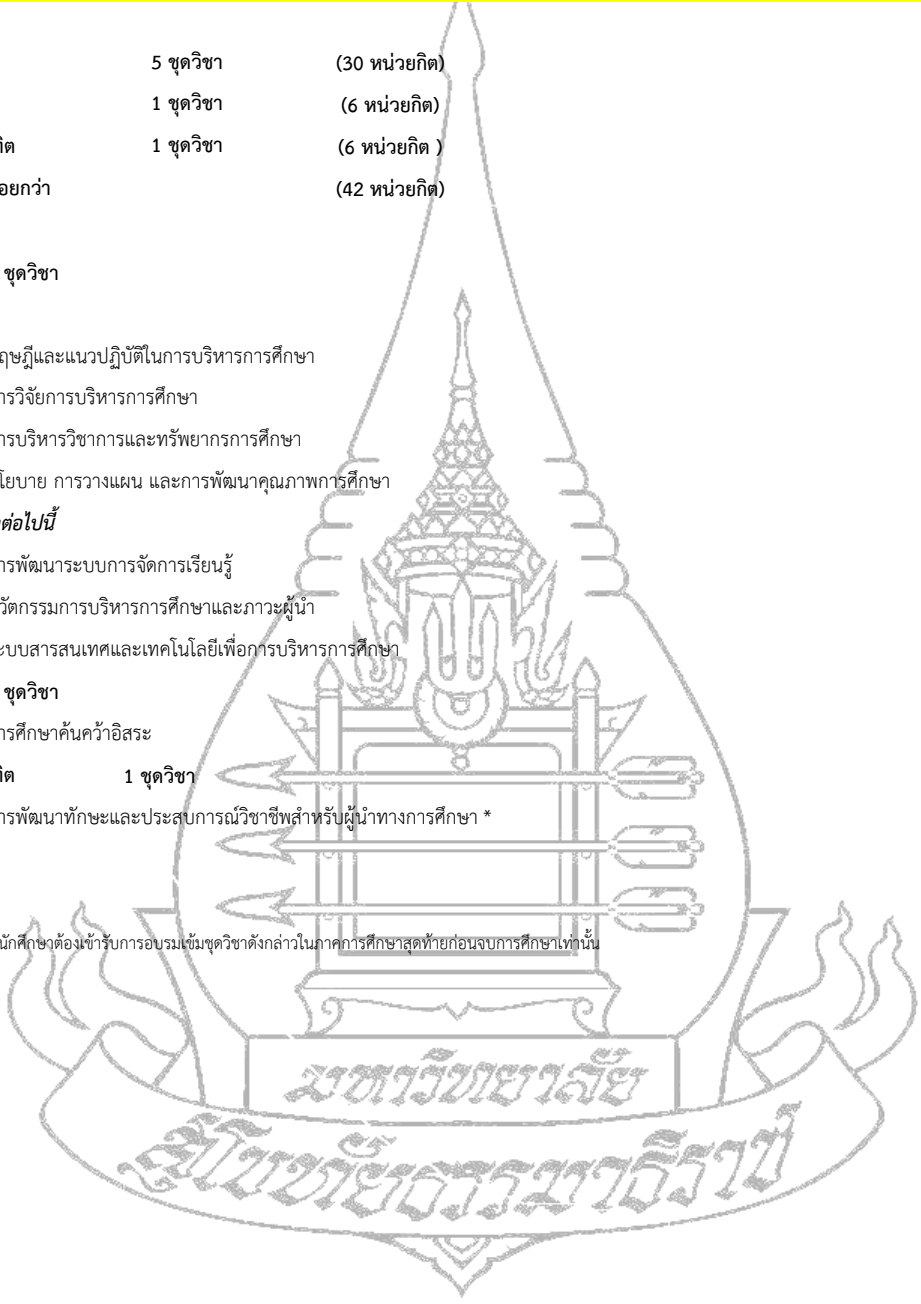 5 ชุดวิชา (30 หน่วยกิต)
1 ชุดวิชา (6 หน่วยกิต)
ทิต 1 ชุดวิชา (6 หน่วยกิต )
อยกว่า (42 หน่วยกิต)
ชุดวิชา
ฤษฎีและแนวปฏิบัติในการบริหารการศึกษา
ารวิจัยการบริหารการศึกษา
ารบริหารวิชาการและทรัพยากรการศึกษา
โยบาย การวางแผน และการพัฒนาคุณภาพการศึกษา
ต่อไปนี้
ารพัฒนาระบบการจัดการเรียนรู้
วัตกรรมการบริหารการศึกษาและภาวะผู้นำ
ะบบสารสนเทศและเทคโนโลยีเพื่อการบริหารการศึกษา
ชุดวิชา
ารศึกษาค้นคว้าอิสระ
ทิต 1 ชุดวิชา
ารพัฒนาทักษะและประสบการณ์วิชาชีพสำหรับผู้นำทางการศึกษา *
นักศึกษาต้องเข้ารับการอบรมเข้มชุดวิชาดังกล่าวในภาคการศึกษาสุดท้ายก่อนจบการศึกษาเท่านั้น
มหาวิทยาลัย
สุโขทัยธรรมาธิราช